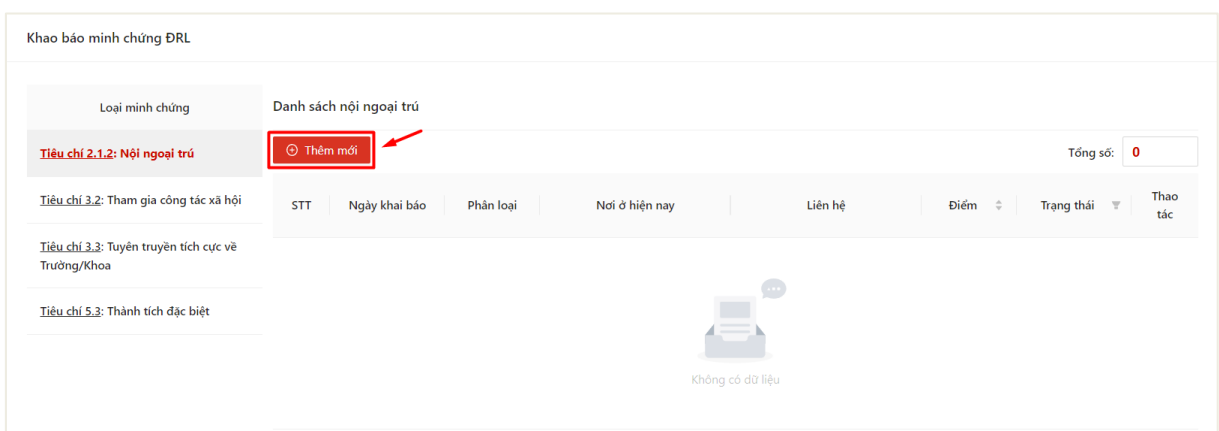 Khao báo minh chứng ĐRL
Loại minh chứng
Tiêu chí 2.1.2: Nội ngoại trú
Tiêu chí 3.2: Tham gia công tác xã hội
Tiêu chí 3.3: Tuyên truyền tích cực về
Trường/Khoa
Tiêu chí 5.3: Thành tích đặc biệt
Danh sách nội ngoại trú
Thêm mới
Tổng số: 0
STT Ngày khai báo Phân loại Nơi ở hiện nay Liên hệ Điểm Trạng thái Thao
tác
Không có dữ liệu